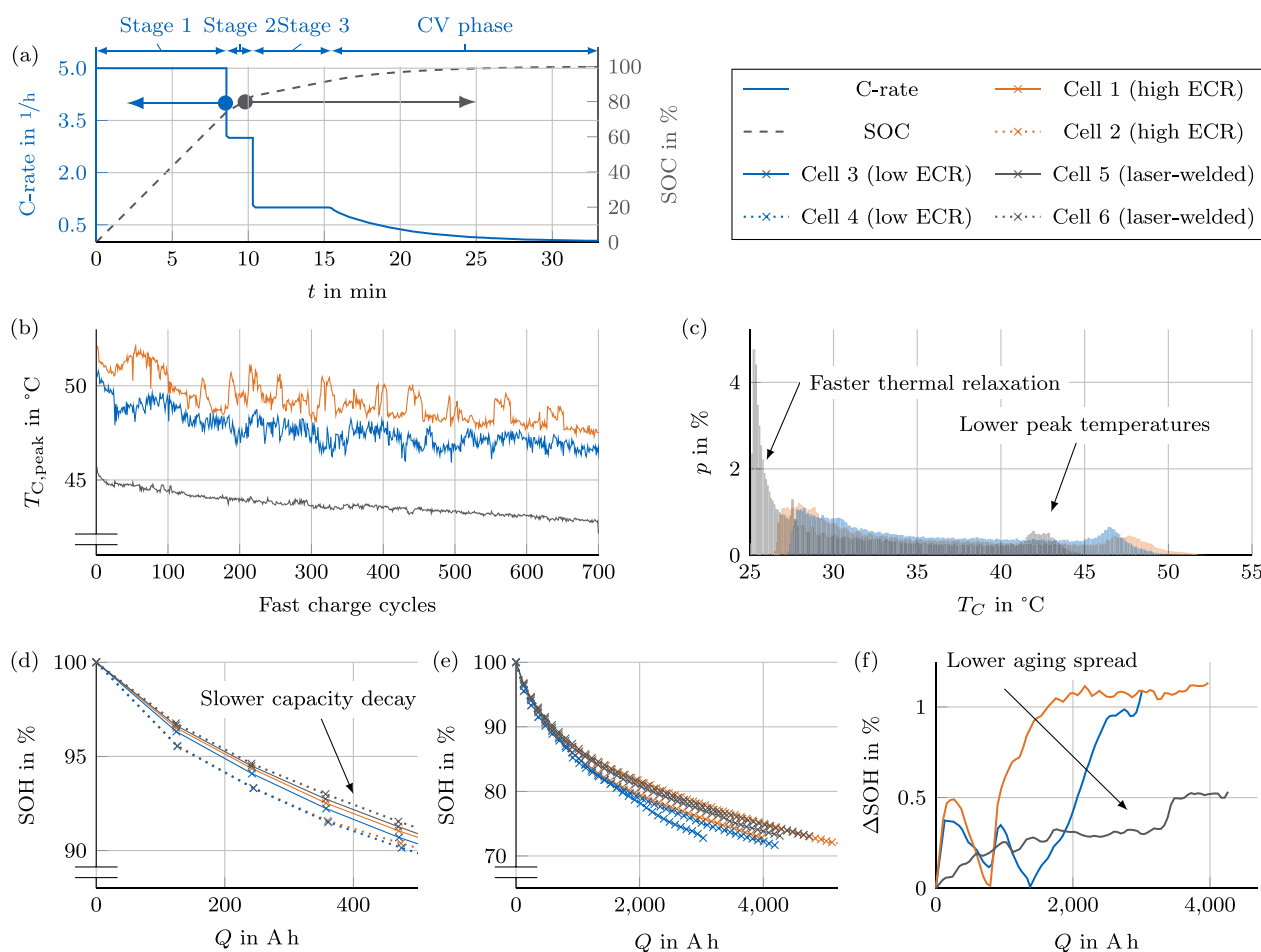 Stage 1 Stage 2 Stage 3 CV phase
(a)
5.0
3.5
2.0
0.5
C-rate in 1/h
100
80
60
40
20
0
SOC in %
0 5 10 15 20 25 30
t in min
C-rate
Cell 1 (high ECR)
SOC
Cell 2 (high ECR)
Cell 3 (low ECR)
Cell 5 (laser-welded)
Cell 4 (low ECR)
Cell 6 (laser-welded)
(b)
50
45
T_C,peak in °C
0 100 200 300 400 500 600 700
Fast charge cycles
(c)
4
2
0
p in %
Faster thermal relaxation
Lower peak temperatures
25 30 35 40 45 50 55
T_C in °C
(d)
100
95
90
SOH in %
Slower capacity decay
0 200 400
Q in A h
(e)
100
90
80
70
SOH in %
0 2,000 4,000
Q in A h
(f)
1
0.5
0
ΔSOH in %
Lower aging spread
0 2,000 4,000
Q in A h